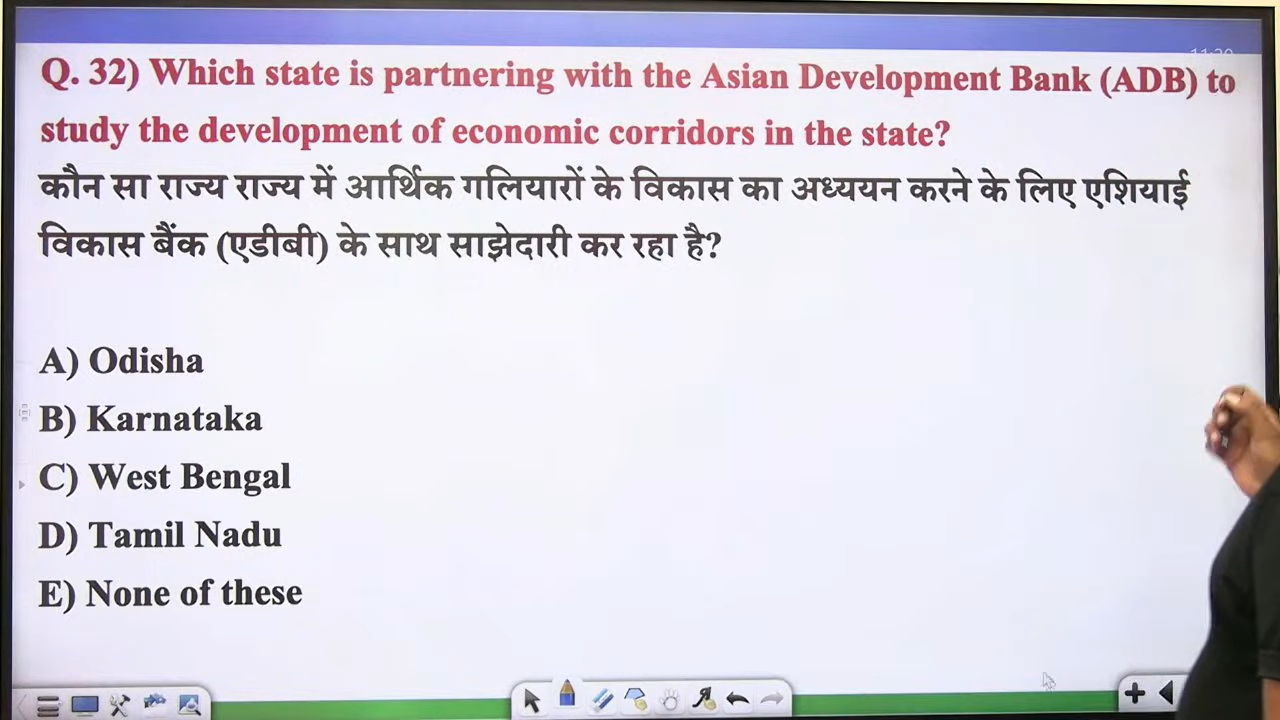 Q. 32) Which state is partnering with the Asian Development Bank (ADB) to
study the development of economic corridors in the state?
कौन सा राज्य राज्य में आर्थिक गलियारों के विकास का अध्ययन करने के लिए एशियाई
विकास बैंक (एडीबी) के साथ साझेदारी कर रहा है?
A) Odisha
B) Karnataka
C) West Bengal
D) Tamil Nadu
E) None of these